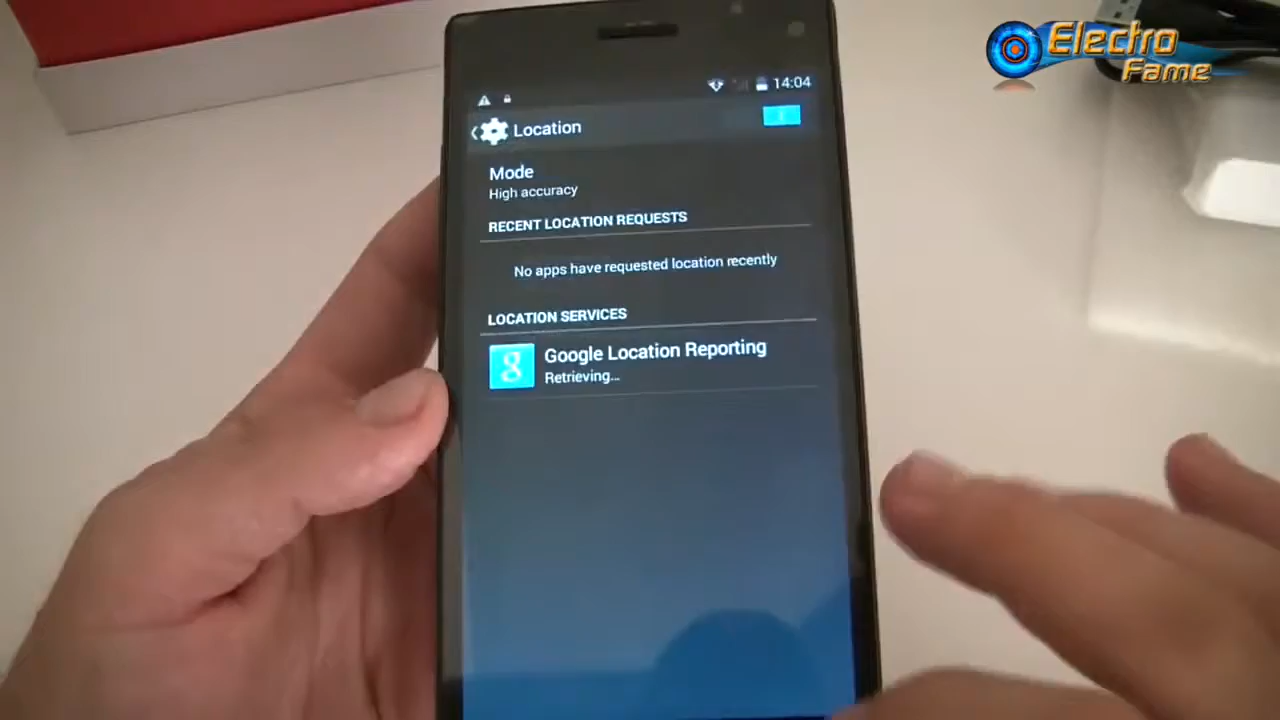 Electro
Fame
14:04
Location
Mode
High accuracy
RECENT LOCATION REQUESTS
No apps have requested location recently
LOCATION SERVICES
8
Google Location Reporting
Retrieving...